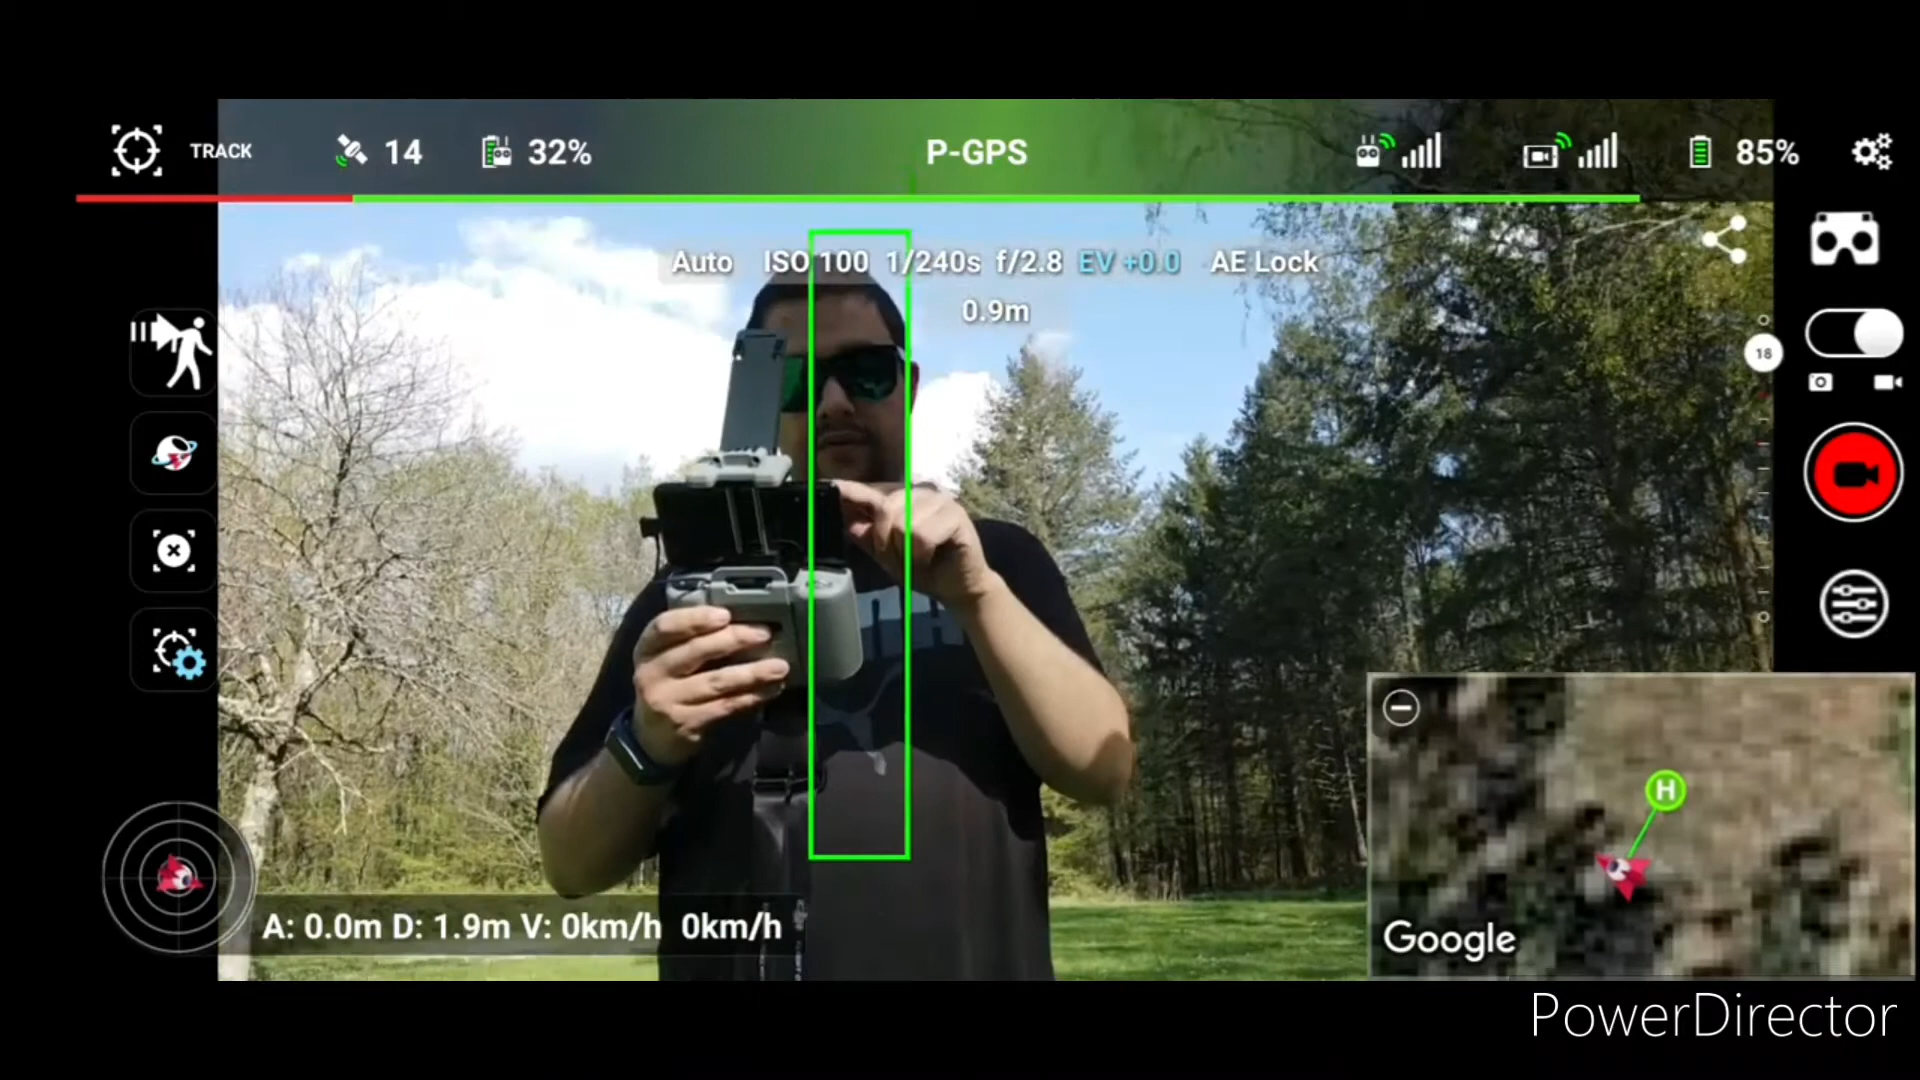 TRACK 14 32% P-GPS 85%
Auto ISO 100 1/240s f/2.8 EV +0.0 AE Lock
0.9m
18
H
A: 0.0m D: 1.9m V: 0km/h 0km/h
Google
PowerDirector